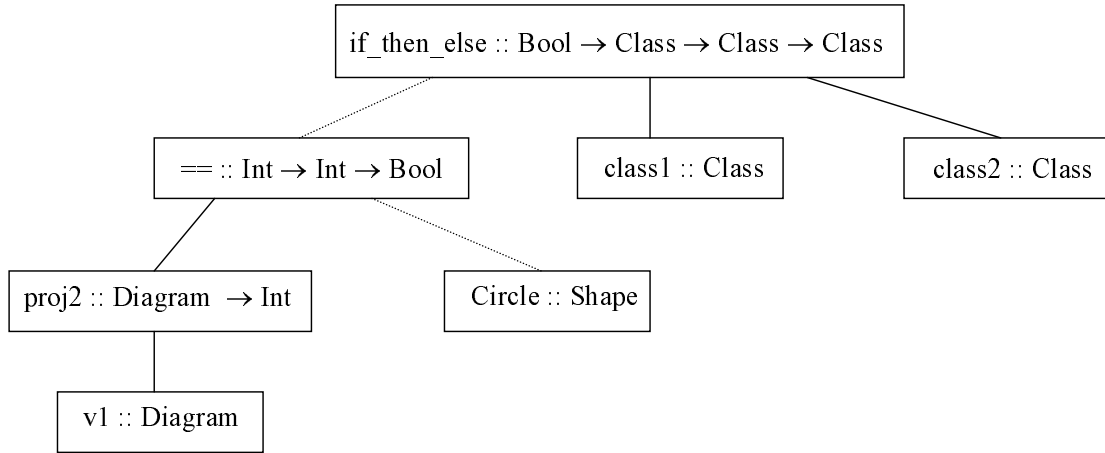 if_then_else :: Bool → Class → Class → Class
== :: Int → Int → Bool
class1 :: Class
class2 :: Class
proj2 :: Diagram → Int
Circle :: Shape
v1 :: Diagram